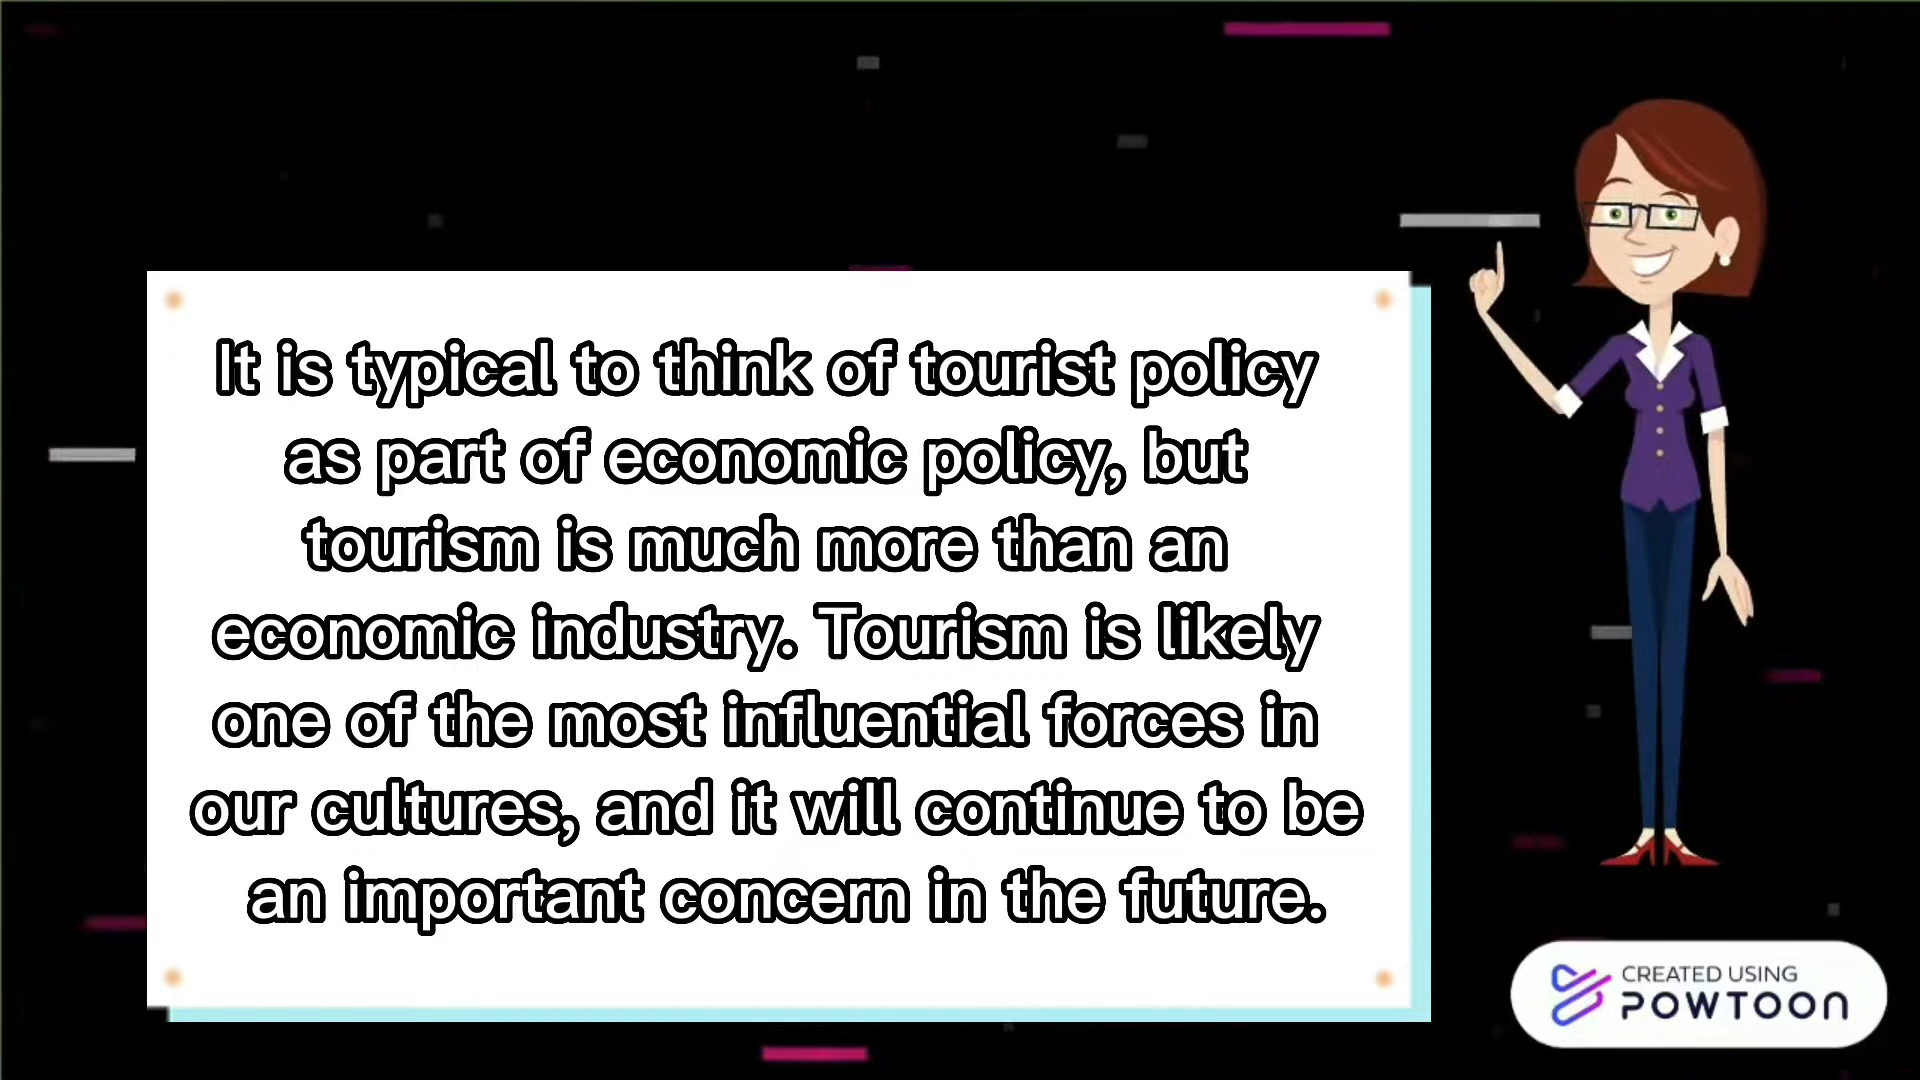 It is typical to think of tourist policy
as part of economic policy, but
tourism is much more than an
economic industry. Tourism is likely
one of the most influential forces in
our cultures, and it will continue to be
an important concern in the future.
CREATED USING
POWTOON